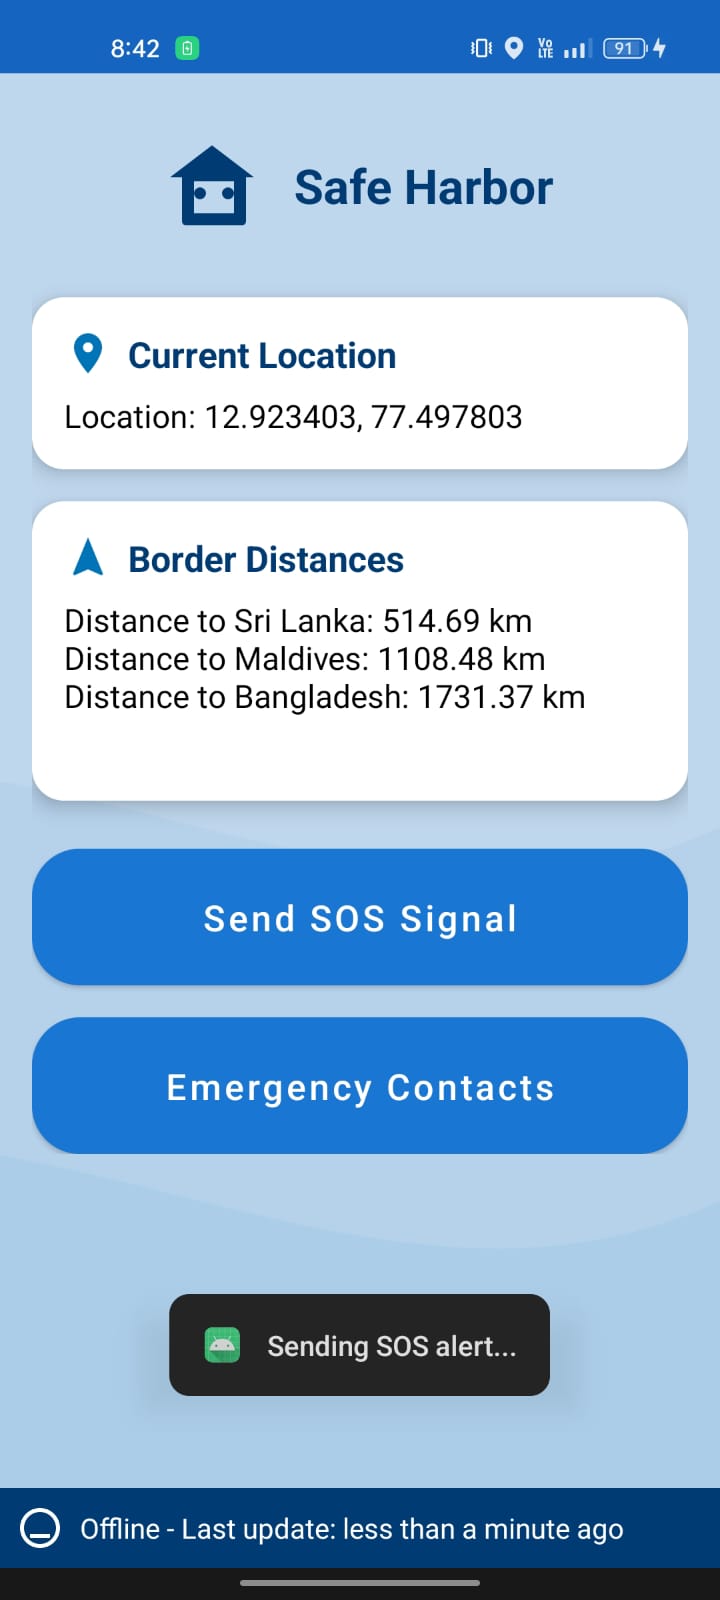 8:42
Vo
LTE
91
Safe Harbor
Current Location
Location: 12.923403, 77.497803
Border Distances
Distance to Sri Lanka: 514.69 km
Distance to Maldives: 1108.48 km
Distance to Bangladesh: 1731.37 km
Send SOS Signal
Emergency Contacts
Sending SOS alert...
Offline - Last update: less than a minute ago